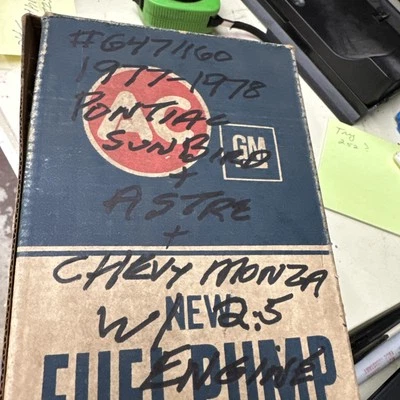 #6471160
1977-1978
PONTIAC
AC
SUNBIRD
GM
+
ASTRE
+
CHEVY MONZA
NEW
W/ 2.5
FUEL PUMP
ENGINE